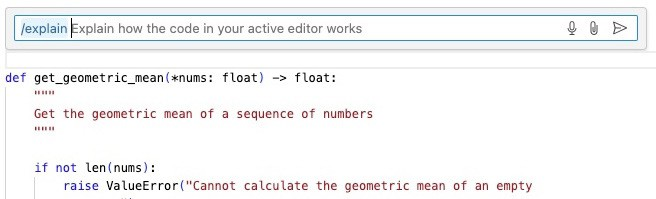 /explain Explain how the code in your active editor works
def get_geometric_mean(*nums: float) -> float:
    """
    Get the geometric mean of a sequence of numbers
    """
    if not len(nums):
        raise ValueError("Cannot calculate the geometric mean of an empty